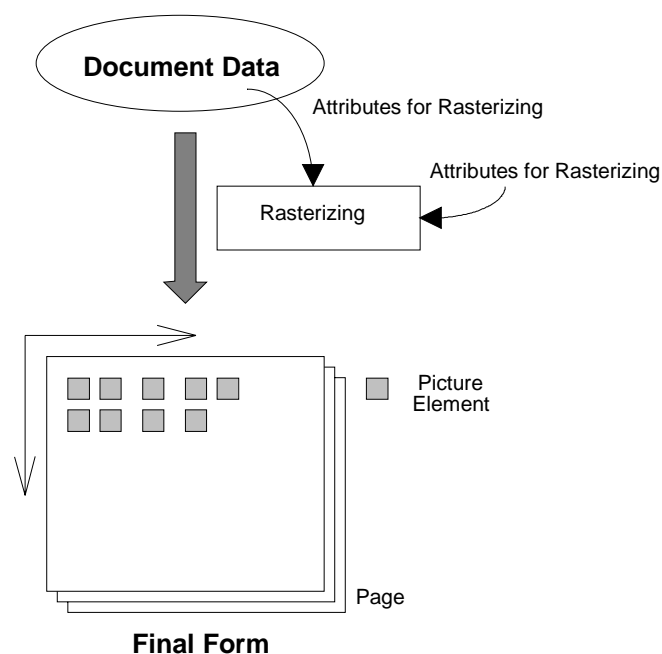 Document Data
Attributes for Rasterizing
Attributes for Rasterizing
Rasterizing
Picture
Element
Page
Final Form